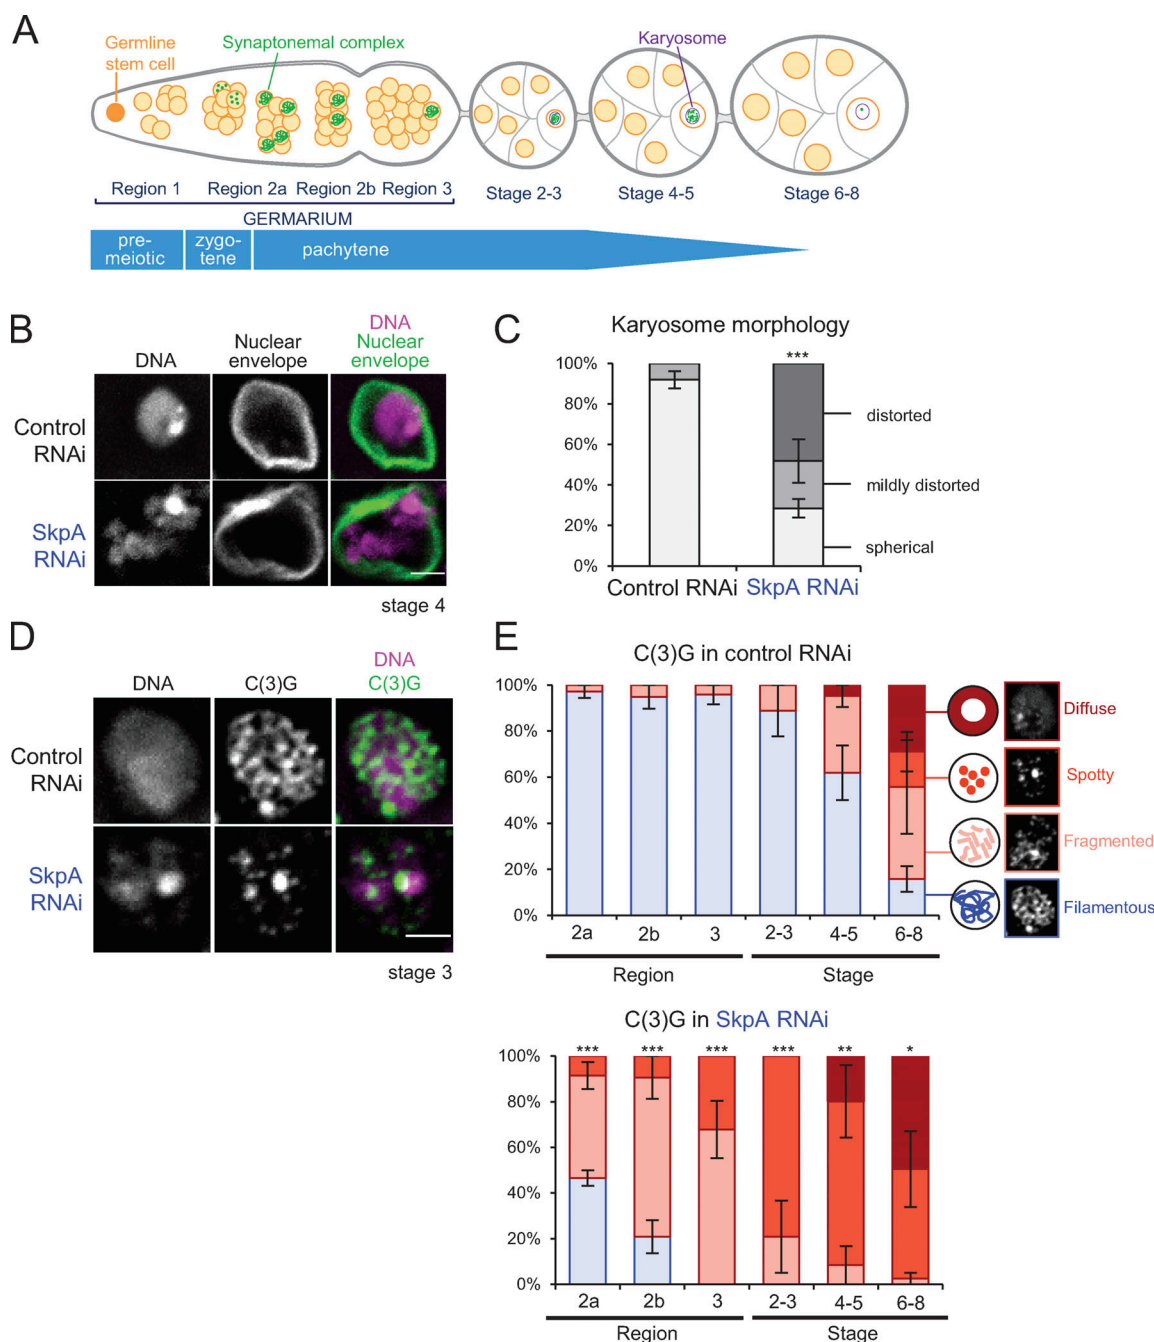 A
Germline
stem cell
Synaptonemal complex
Karyosome
Region 1
Region 2a
Region 2b
Region 3
Stage 2-3
Stage 4-5
Stage 6-8
GERMARIUM
pre-
meiotic
zygo-
tene
pachytene
B
DNA
Nuclear
envelope
DNA
Nuclear
envelope
Control
RNAi
SkpA
RNAi
stage 4
C
Karyosome morphology
***
100%
80%
60%
40%
20%
0%
distorted
mildly distorted
spherical
Control RNAi
SkpA RNAi
D
DNA
C(3)G
DNA
C(3)G
Control
RNAi
SkpA
RNAi
stage 3
E
C(3)G in control RNAi
100%
80%
60%
40%
20%
0%
2a
2b
3
2-3
4-5
6-8
Region
Stage
Diffuse
Spotty
Fragmented
Filamentous
C(3)G in SkpA RNAi
***
***
***
***
**
*
100%
80%
60%
40%
20%
0%
2a
2b
3
2-3
4-5
6-8
Region
Stage